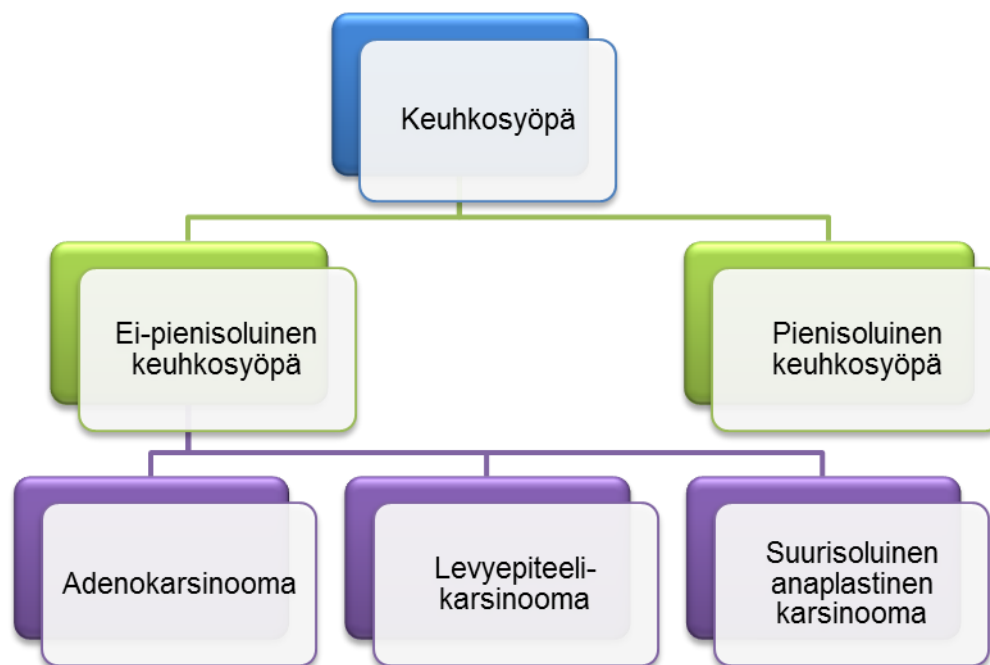 Keuhkosyöpä
Ei-pienisoluinen
keuhkosyöpä
Pienisoluinen
keuhkosyöpä
Adenokarsinooma
Levyepiteeli-
karsinooma
Suurisoluinen
anaplastinen
karsinooma